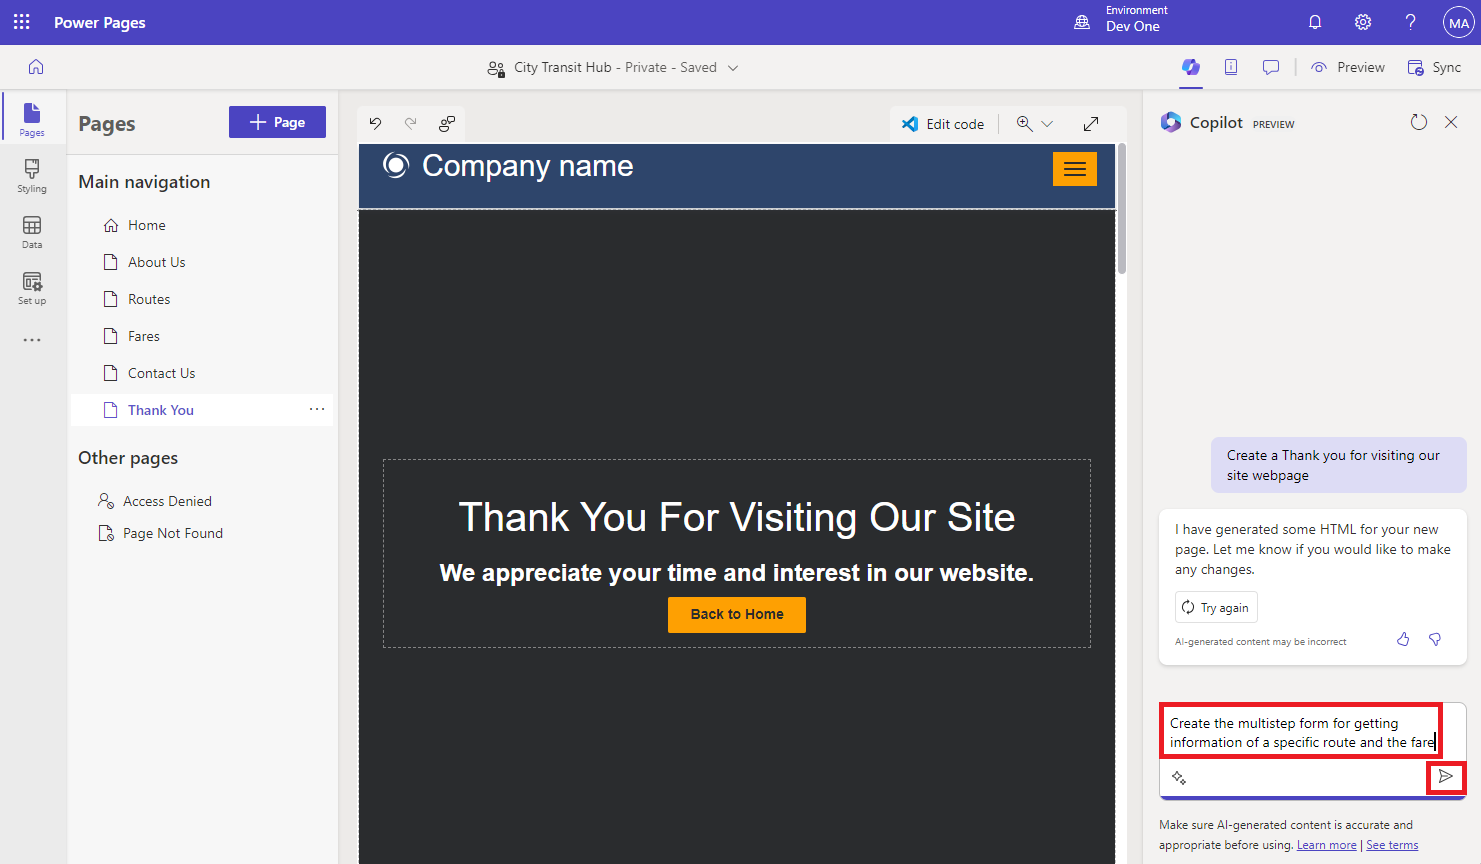 Power Pages
Environment
Dev One
MA
City Transit Hub - Private - Saved
Preview
Sync
Pages
Styling
Data
Set up
Pages
Page
Main navigation
Home
About Us
Routes
Fares
Contact Us
Thank You
Other pages
Access Denied
Page Not Found
Edit code
Company name
Thank You For Visiting Our Site
We appreciate your time and interest in our website.
Back to Home
Copilot PREVIEW
Create a Thank you for visiting our
site webpage
I have generated some HTML for your new
page. Let me know if you would like to make
any changes.
Try again
AI-generated content may be incorrect
Create the multistep form for getting
information of a specific route and the fare
Make sure AI-generated content is accurate and
appropriate before using. Learn more | See terms